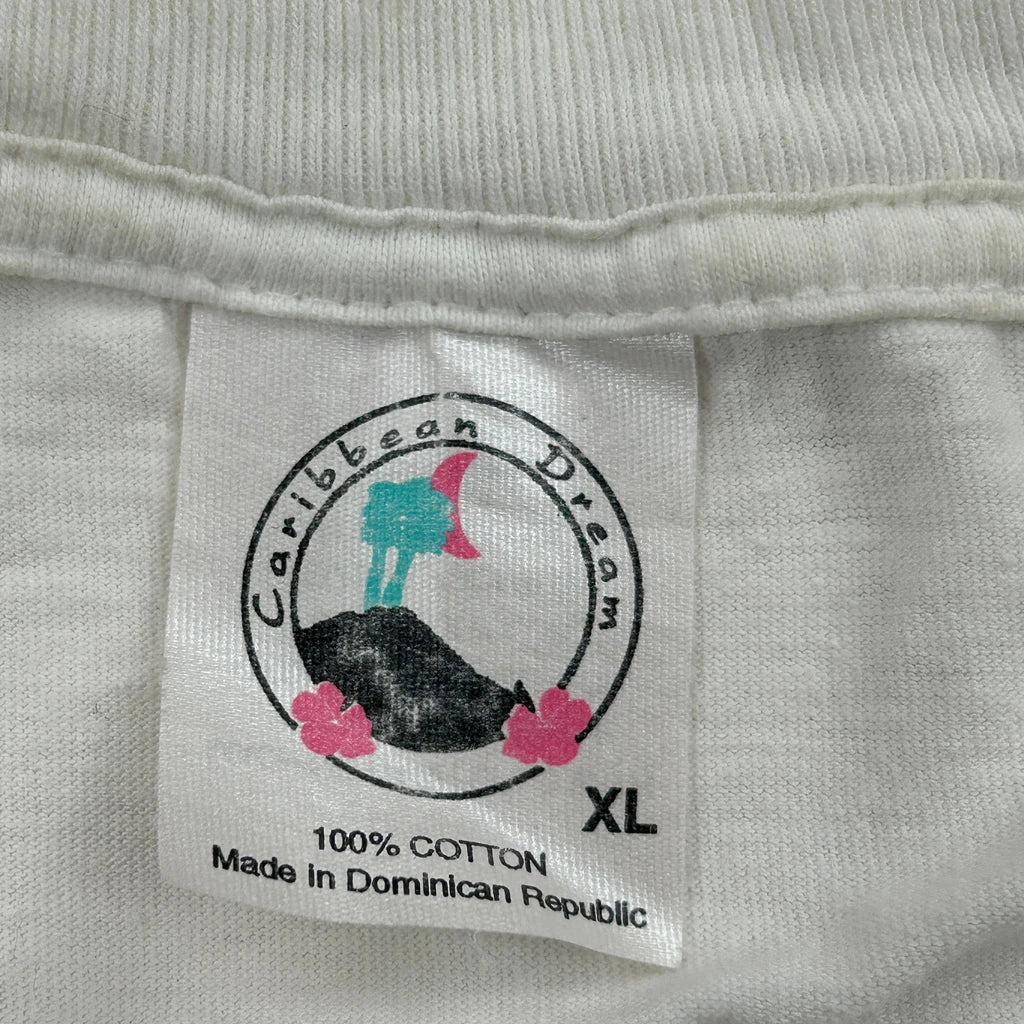 Caribbean Dream
XL
100% COTTON
Made in Dominican Republic